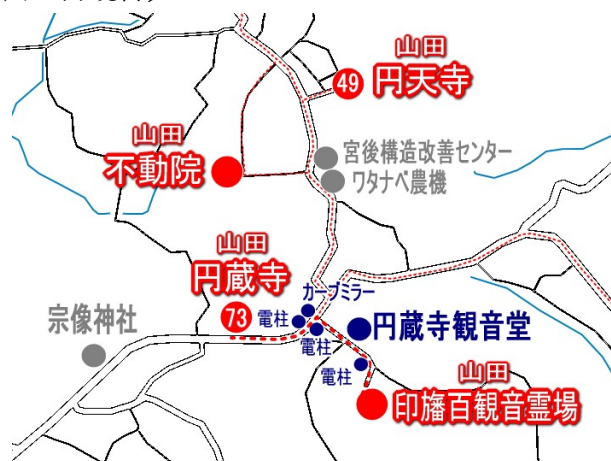 山田
49 円天寺
山田
不動院
宮後構造改善センター
ワタナベ農機
山田
円蔵寺
73
カーブミラー
電柱
電柱
円蔵寺観音堂
宗像神社
電柱
山田
印旛百観音霊場